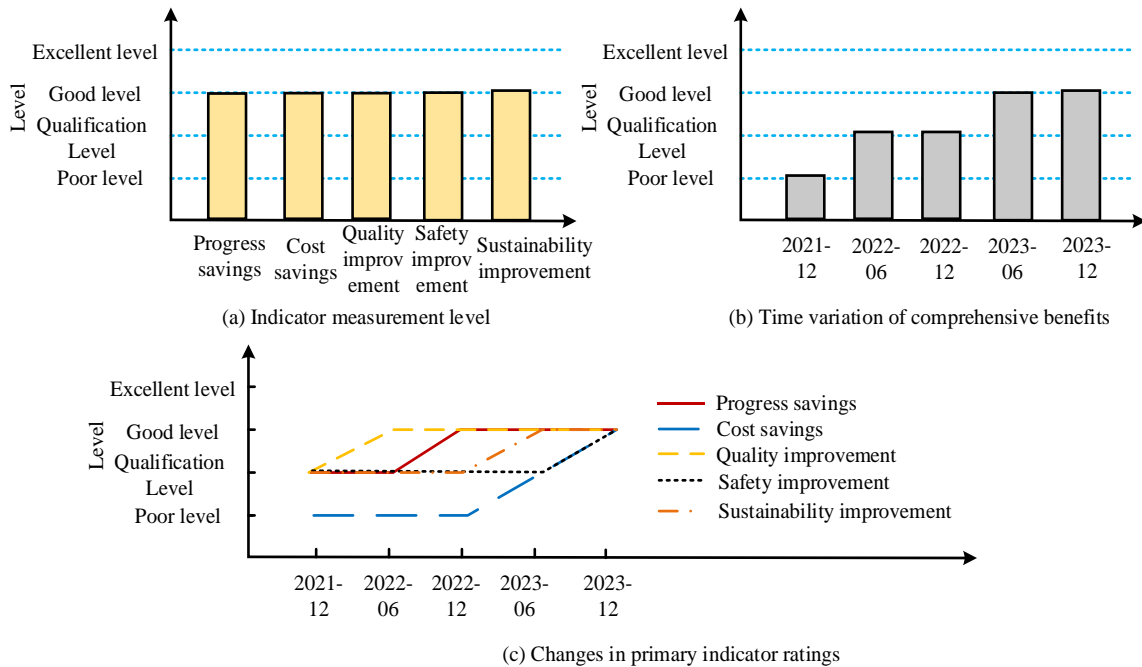 Level
Excellent level
Good level
Qualification
Level
Poor level
Progress
savings
Cost
savings
Quality
improv
ement
Safety
improv
ement
Sustainability
improvement
(a) Indicator measurement level
Level
Excellent level
Good level
Qualification
Level
Poor level
2021-
12
2022-
06
2022-
12
2023-
06
2023-
12
(b) Time variation of comprehensive benefits
Level
Excellent level
Good level
Qualification
Level
Poor level
2021-
12
2022-
06
2022-
12
2023-
06
2023-
12
Progress savings
Cost savings
Quality improvement
Safety improvement
Sustainability improvement
(c) Changes in primary indicator ratings